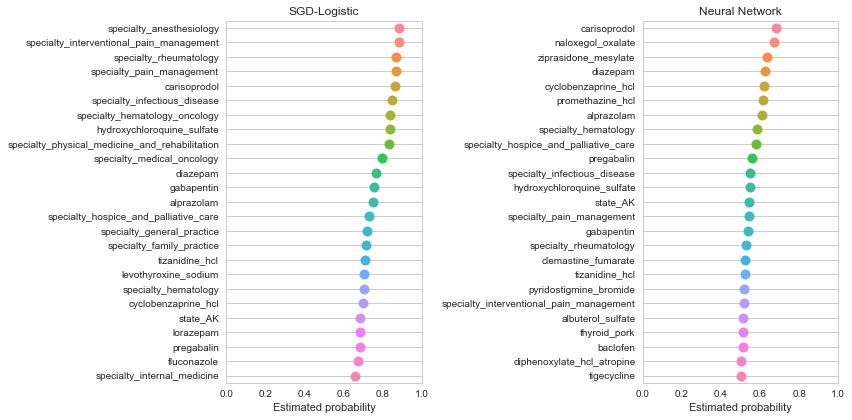 SGD-Logistic
specialty_anesthesiology
specialty_interventional_pain_management
specialty_rheumatology
specialty_pain_management
carisoprodol
specialty_infectious_disease
specialty_hematology_oncology
hydroxychloroquine_sulfate
specialty_physical_medicine_and_rehabilitation
specialty_medical_oncology
diazepam
gabapentin
alprazolam
specialty_hospice_and_palliative_care
specialty_general_practice
specialty_family_practice
tizanidine_hcl
levothyroxine_sodium
specialty_hematology
cyclobenzaprine_hcl
state_AK
lorazepam
pregabalin
fluconazole
specialty_internal_medicine
0.0 0.2 0.4 0.6 0.8 1.0
Estimated probability
Neural Network
carisoprodol
naloxegol_oxalate
ziprasidone_mesylate
diazepam
cyclobenzaprine_hcl
promethazine_hcl
alprazolam
specialty_hematology
specialty_hospice_and_palliative_care
pregabalin
specialty_infectious_disease
hydroxychloroquine_sulfate
state_AK
specialty_pain_management
gabapentin
specialty_rheumatology
clemastine_fumarate
tizanidine_hcl
pyridostigmine_bromide
specialty_interventional_pain_management
albuterol_sulfate
thyroid_pork
baclofen
diphenoxylate_hcl_atropine
tigecycline
0.0 0.2 0.4 0.6 0.8 1.0
Estimated probability